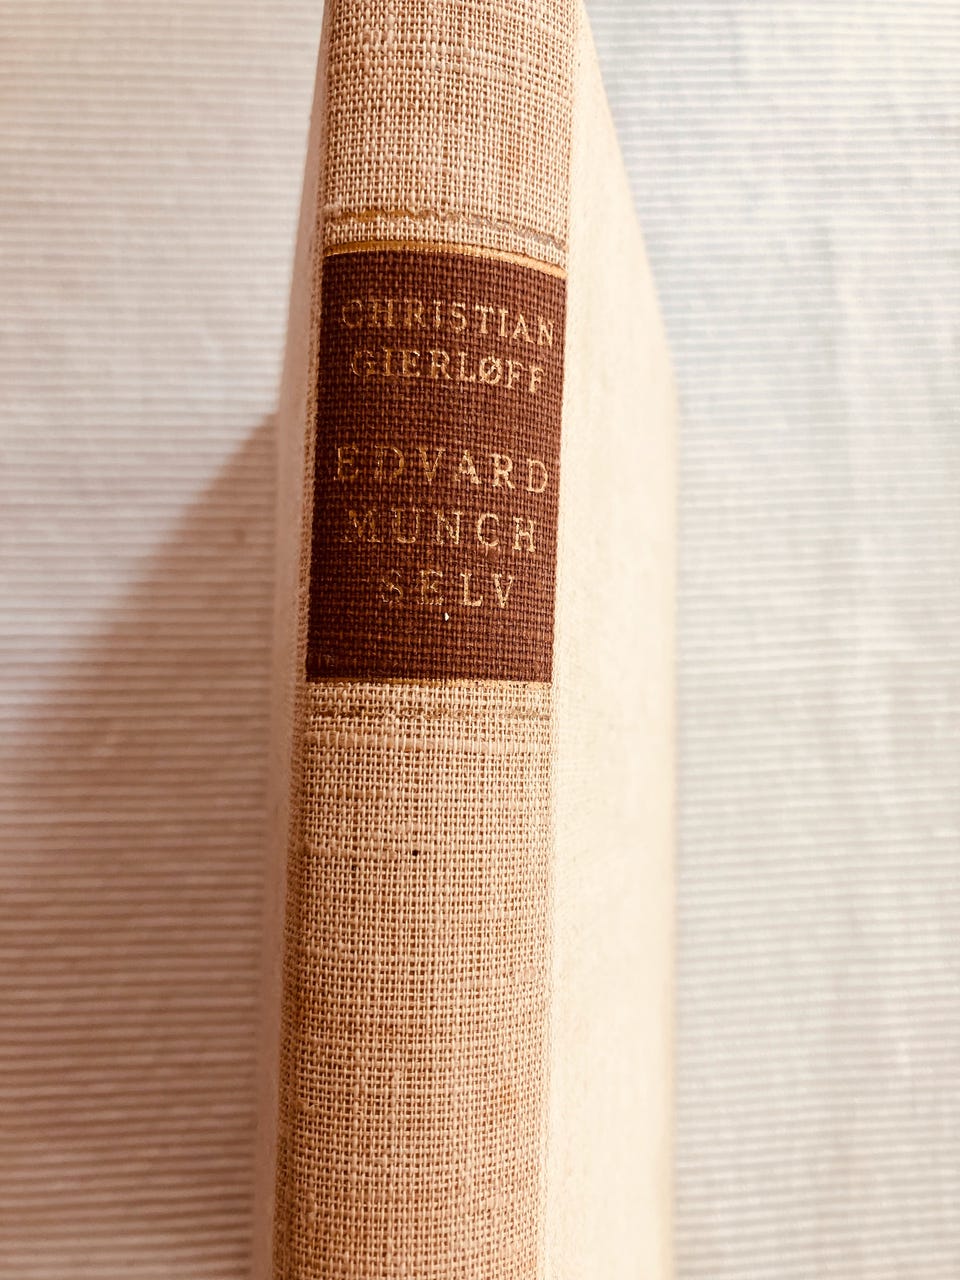 CHRISTIAN
GIERLØFF
EDVARD
MUNCH
SELV